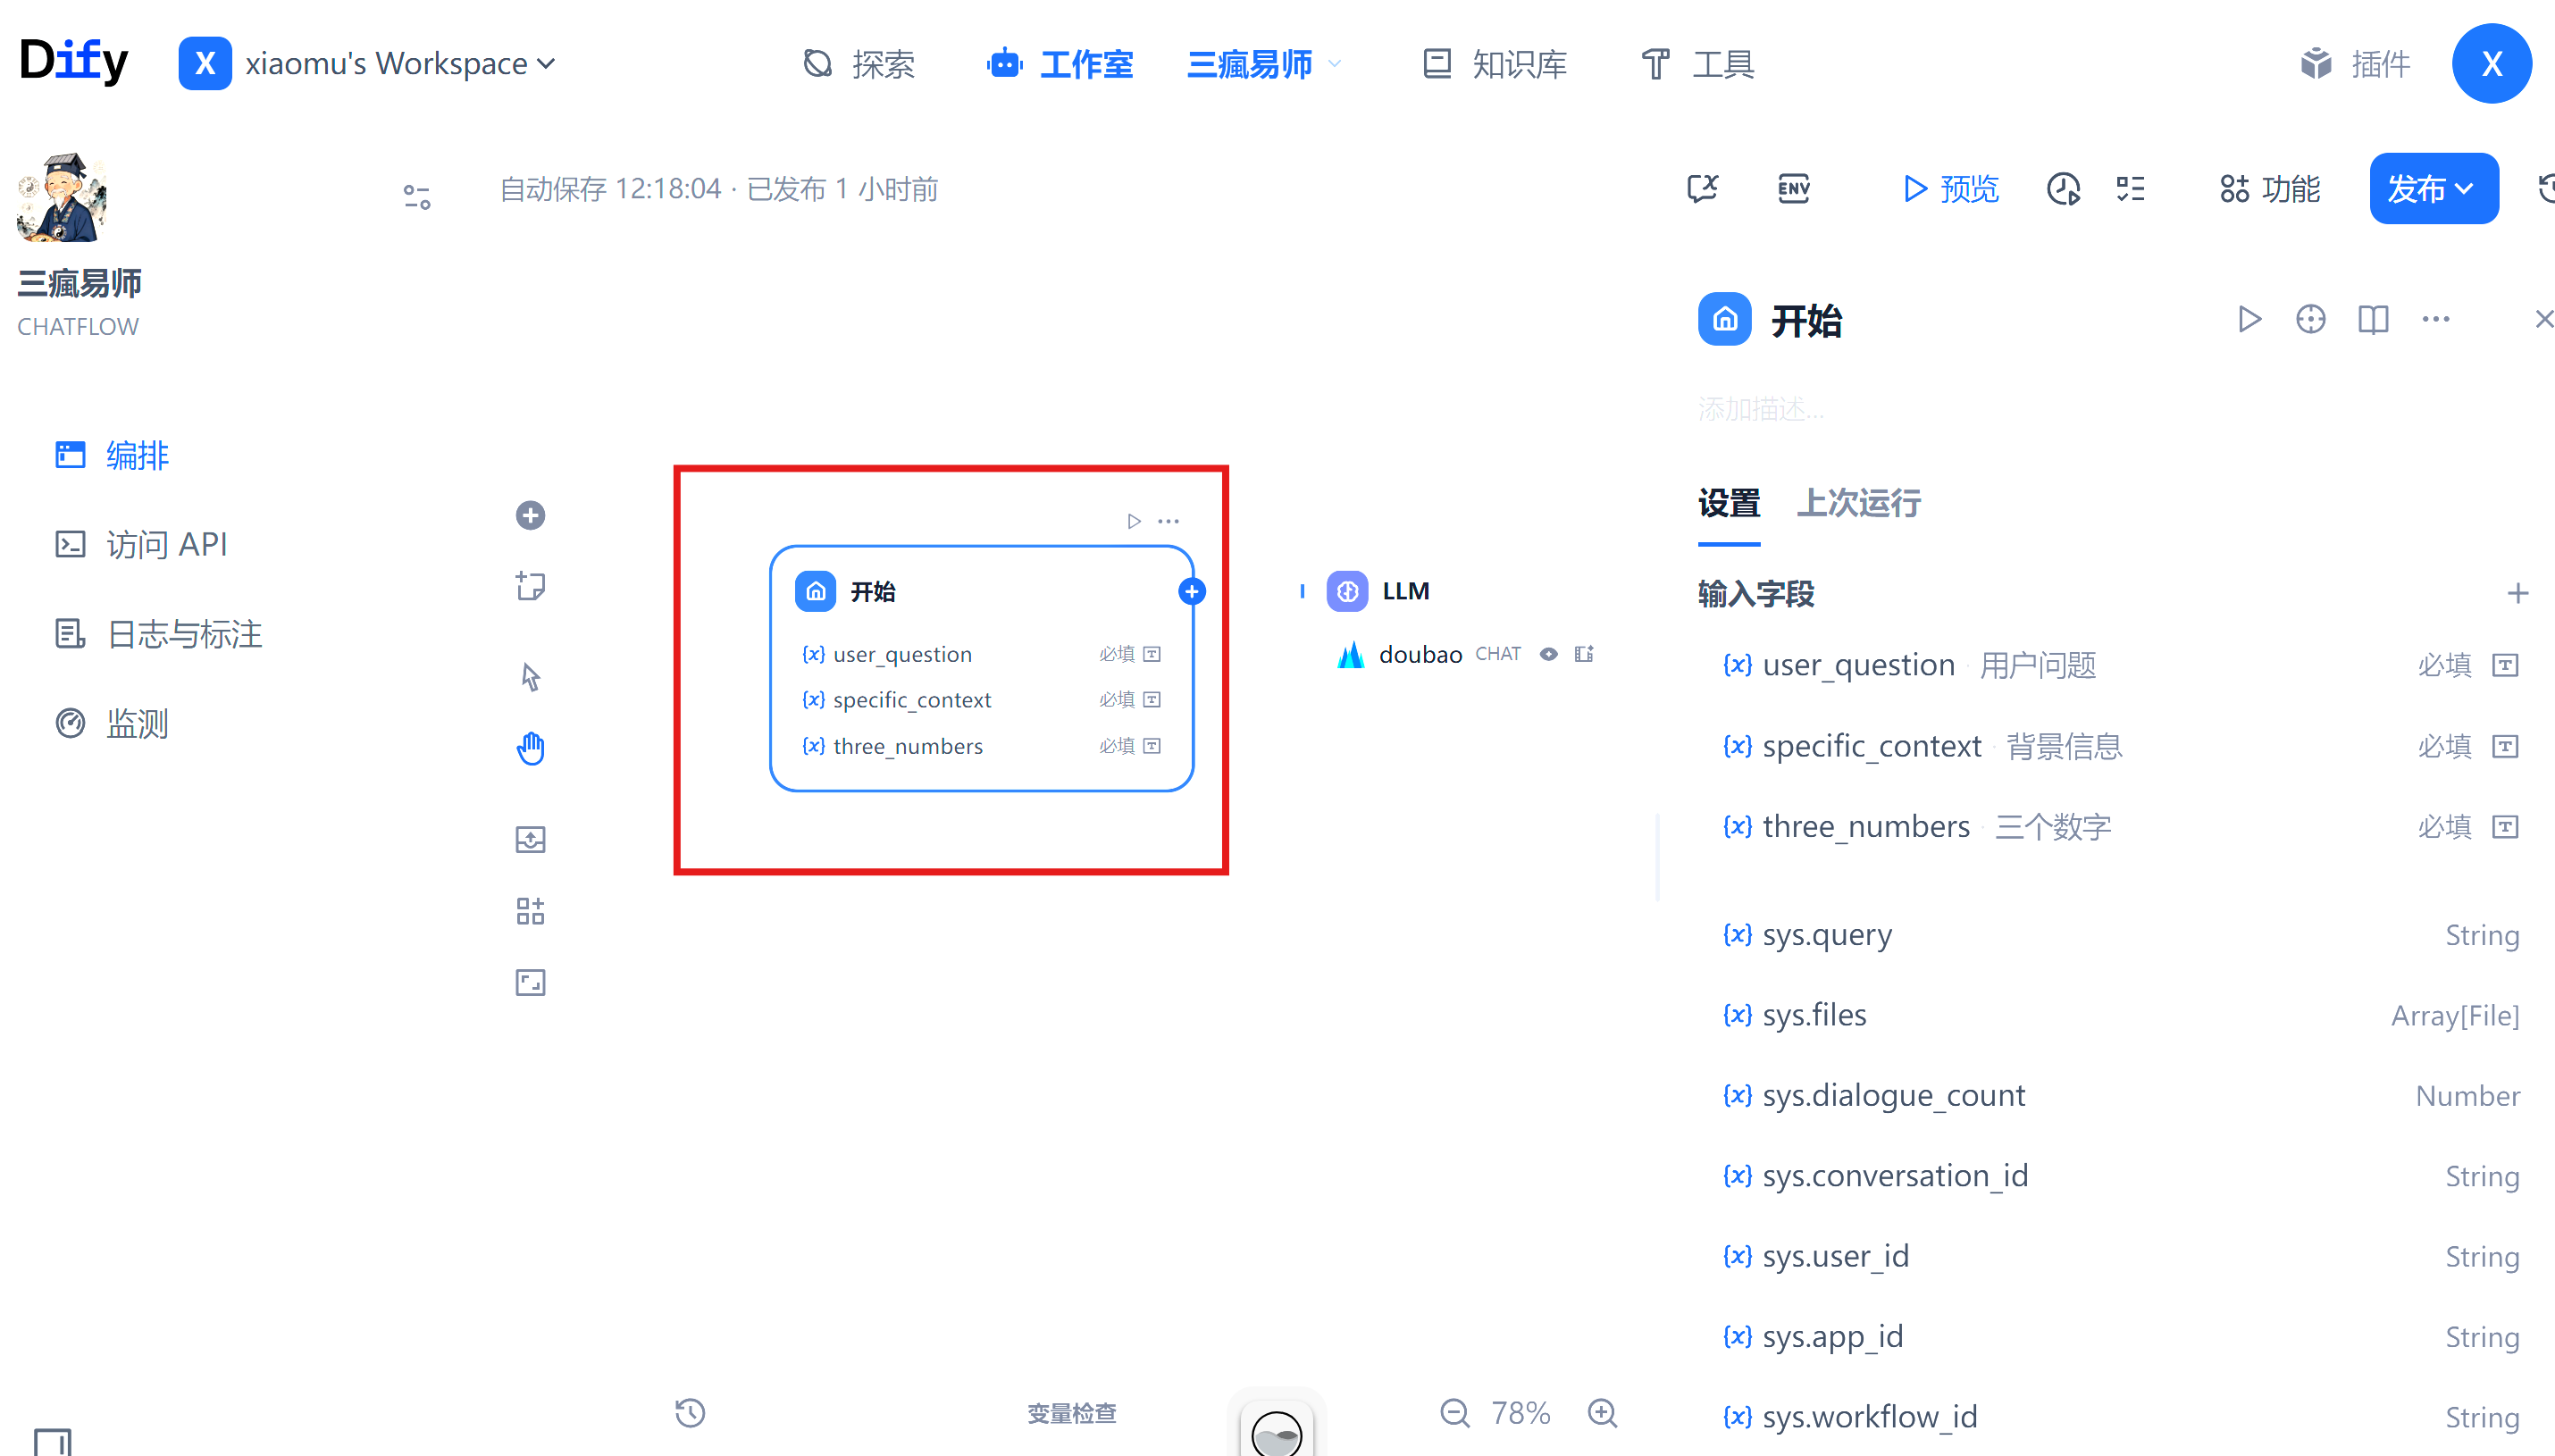 Dify
X xiaomu's Workspace
探索
工作室
三瘋易师
知识库
工具
插件
X
三瘋易师
CHATFLOW
编排
访问 API
日志与标注
监测
自动保存 12:18:04 · 已发布 1 小时前
ENV
预览
功能
发布
开始
user_question 必填
specific_context 必填
three_numbers 必填
LLM
doubao CHAT
变量检查
78%
开始
添加描述...
设置 上次运行
输入字段
{x} user_question · 用户问题 必填
{x} specific_context · 背景信息 必填
{x} three_numbers · 三个数字 必填
{x} sys.query String
{x} sys.files Array[File]
{x} sys.dialogue_count Number
{x} sys.conversation_id String
{x} sys.user_id String
{x} sys.app_id String
{x} sys.workflow_id String